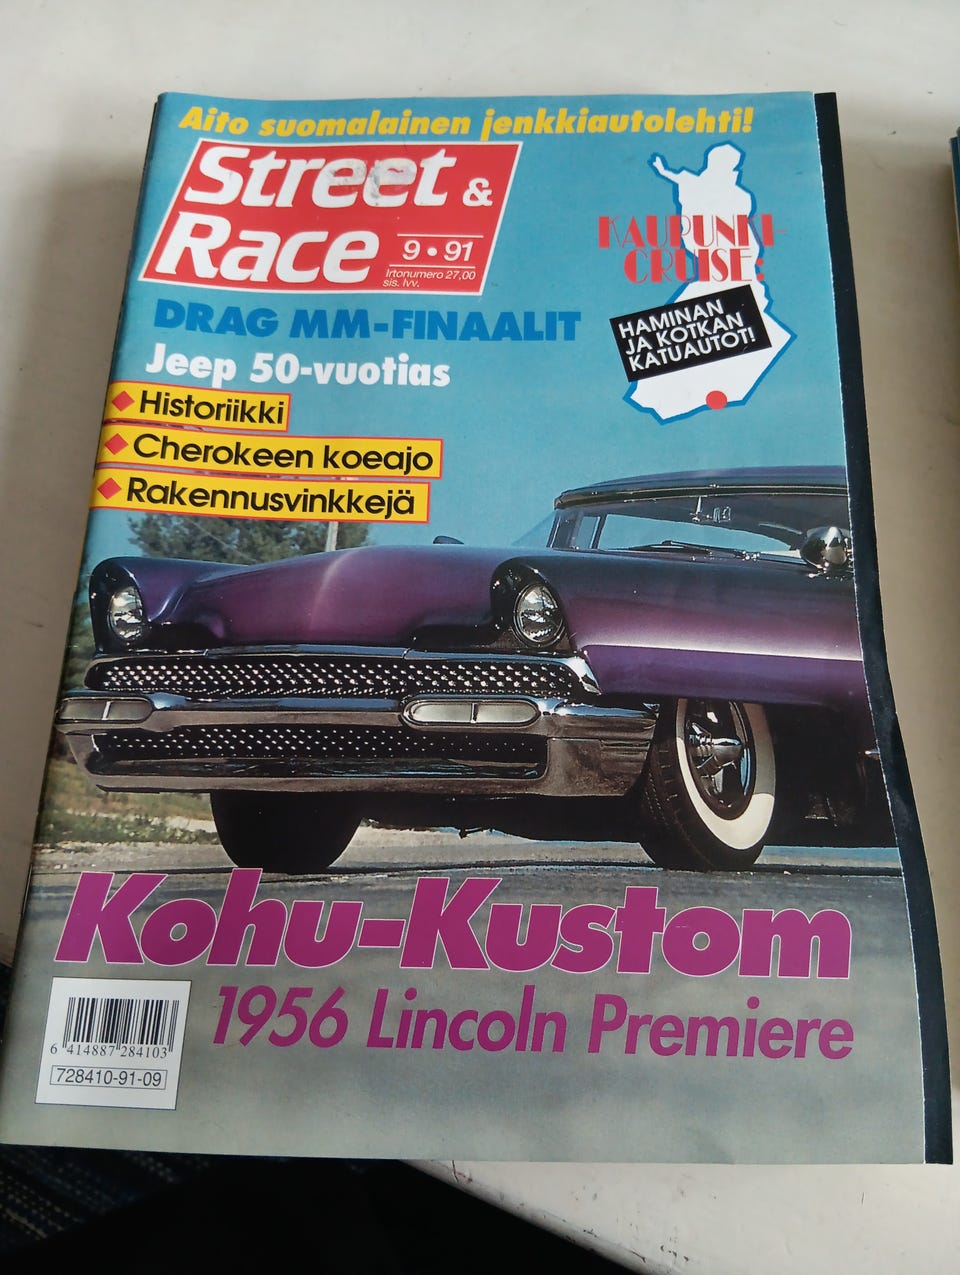 Aito suomalainen jenkkiautolehti!
Street &
Race
9•91
Irtonumero 27,00
sis. lvv.
KAUPUNKI-
CRUISE:
HAMINAN
JA KOTKAN
KATUAUTOT!
DRAG MM-FINAALIT
Jeep 50-vuotias
Historiikki
Cherokeen koeajo
Rakennusvinkkejä
Kohu-Kustom
1956 Lincoln Premiere
6 414887 284103
728410-91-09